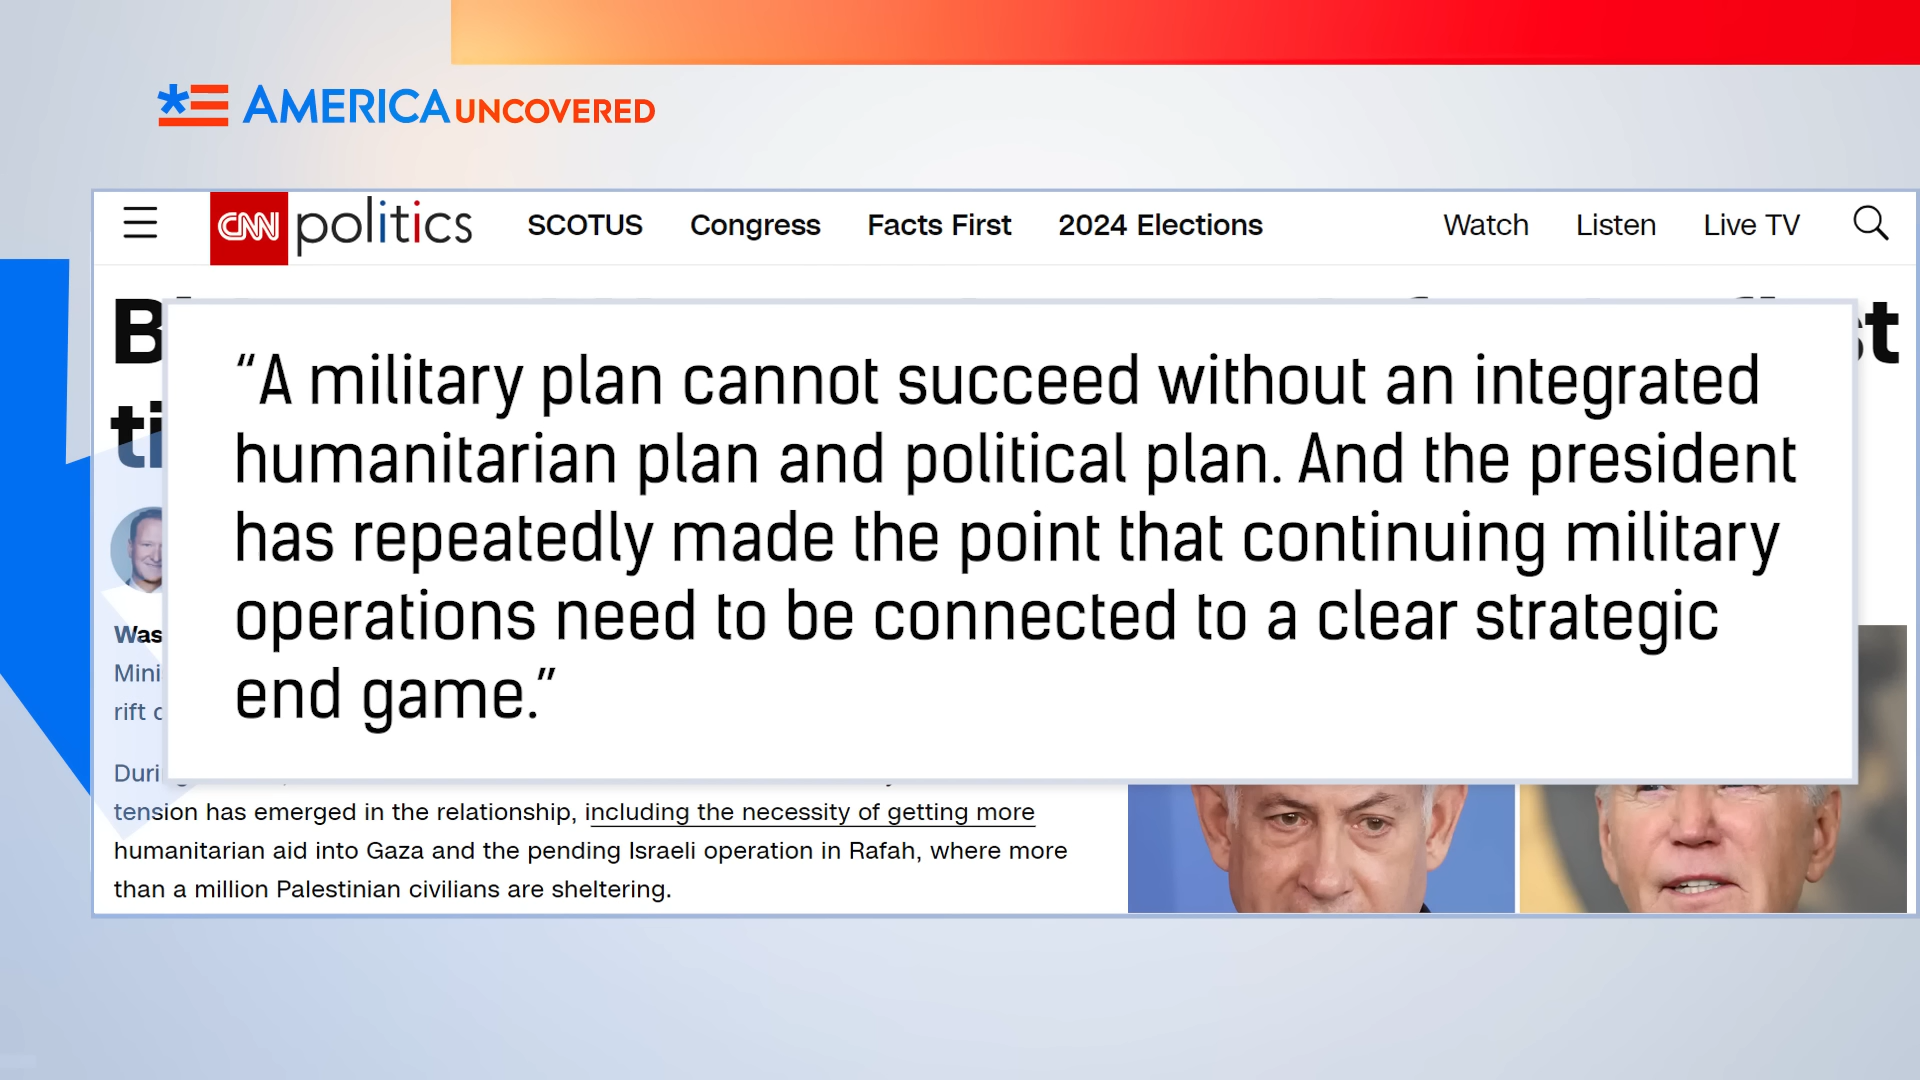 AMERICA UNCOVERED
CNN politics SCOTUS Congress Facts First 2024 Elections Watch Listen Live TV
“A military plan cannot succeed without an integrated
humanitarian plan and political plan. And the president
has repeatedly made the point that continuing military
operations need to be connected to a clear strategic
end game.”
tension has emerged in the relationship, including the necessity of getting more
humanitarian aid into Gaza and the pending Israeli operation in Rafah, where more
than a million Palestinian civilians are sheltering.